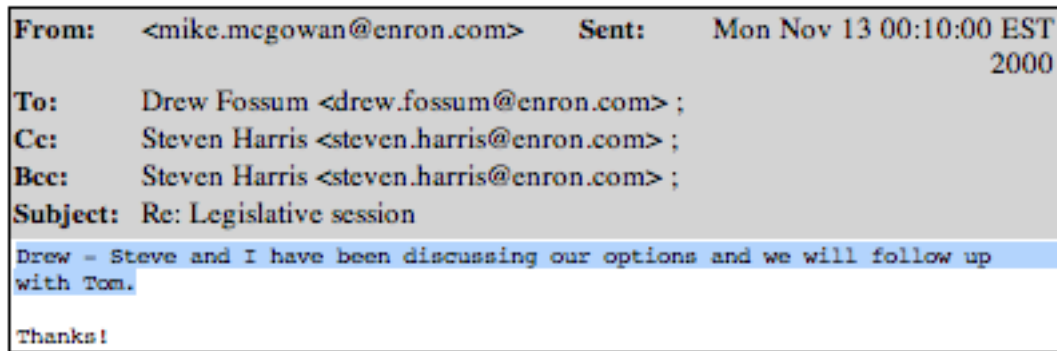 From: <mike.mcgowan@enron.com> Sent: Mon Nov 13 00:10:00 EST
2000
To: Drew Fossum <drew.fossum@enron.com> ;
Cc: Steven Harris <steven.harris@enron.com> ;
Bcc: Steven Harris <steven.harris@enron.com> ;
Subject: Re: Legislative session
Drew - Steve and I have been discussing our options and we will follow up
with Tom.
Thanks!